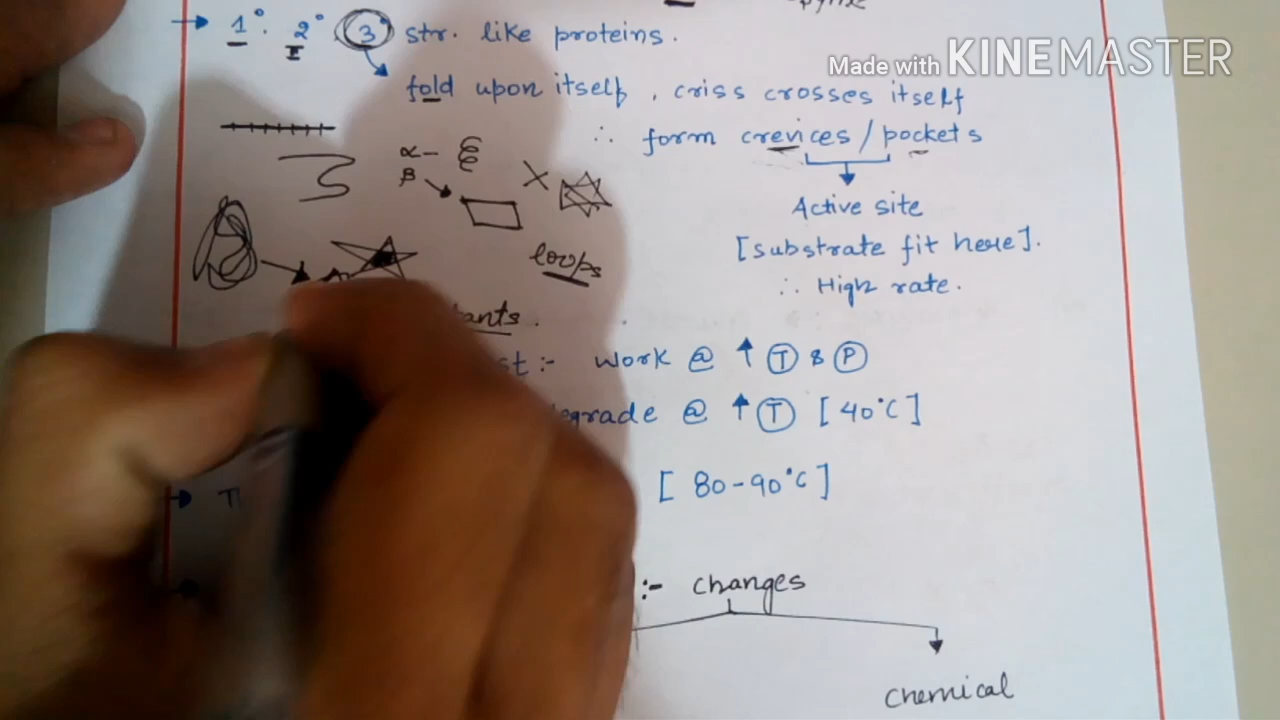 → 1°. 2° 3° str. like proteins.
Made with KINEMASTER
fold upon itself, criss crosses itself
∴ form crevices / pockets
α-
β
Active site
[substrate fit here].
loops
∴ High rate.
:- work @ ↑ (T) & (P)
@ ↑ (T) [40°C]
[80-90°C]
:- changes
chemical